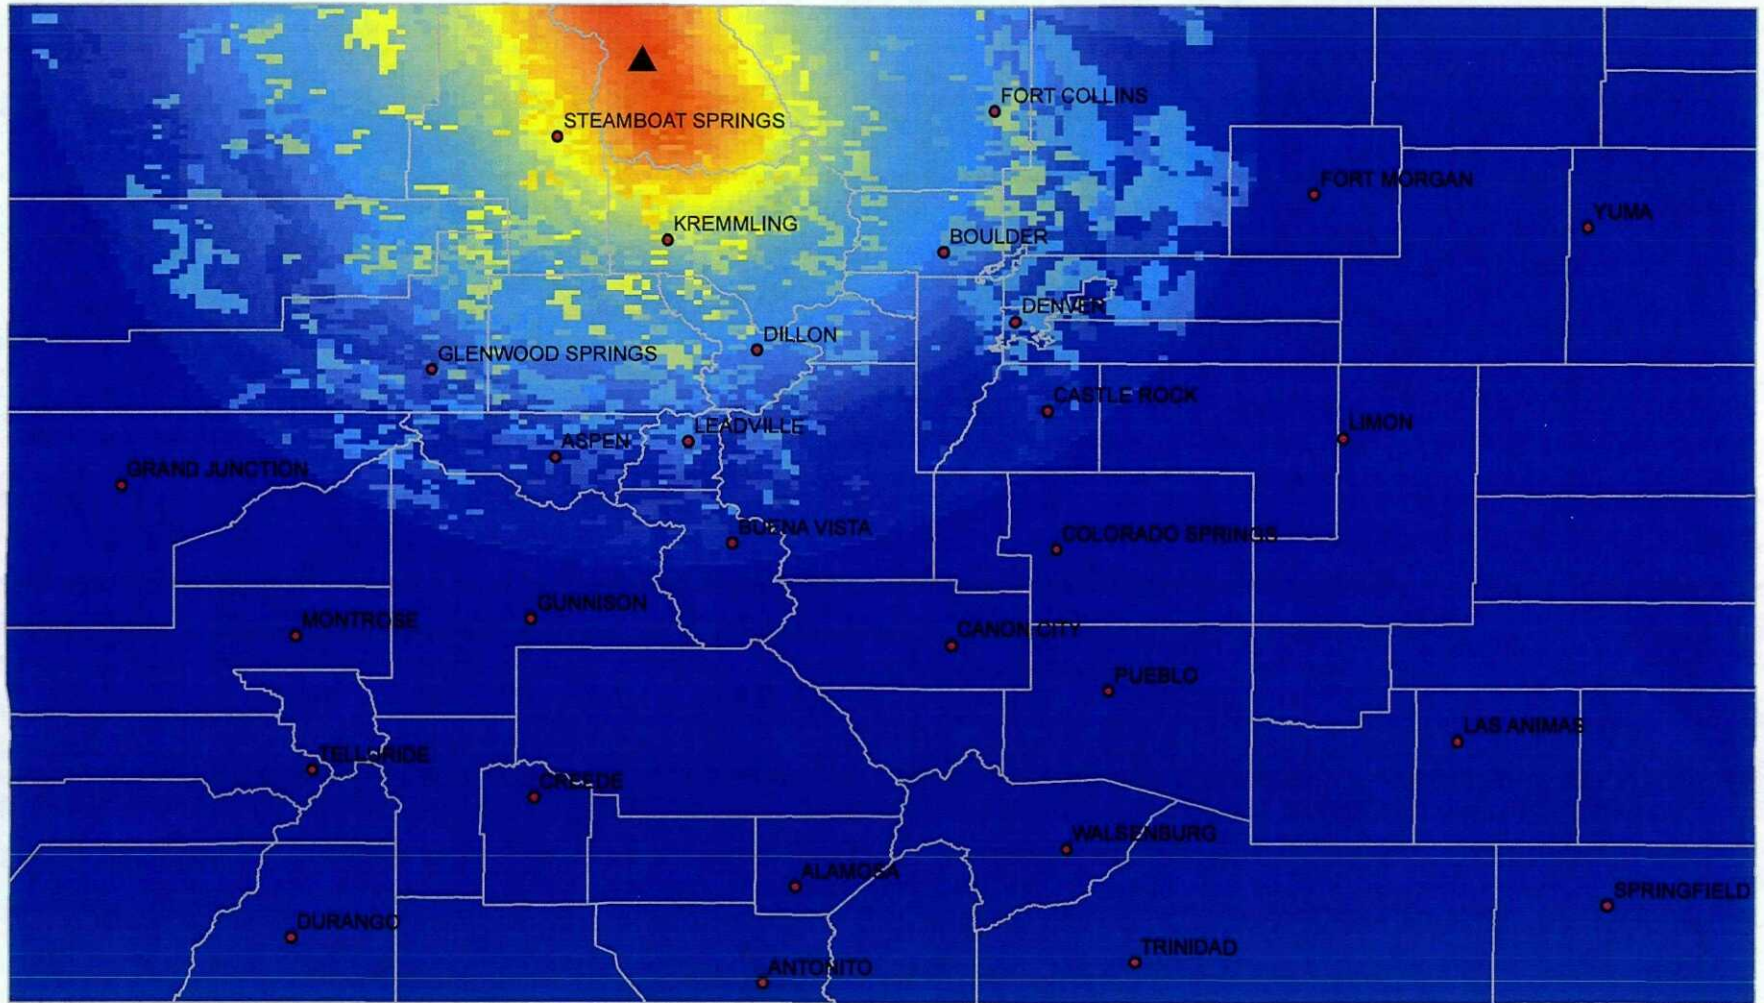 FORT COLLINS
STEAMBOAT SPRINGS
FORT MORGAN
YUMA
KREMMLING
BOULDER
DENVER
DILLON
GLENWOOD SPRINGS
CASTLE ROCK
LIMON
LEADVILLE
ASPEN
GRAND JUNCTION
BUENA VISTA
COLORADO SPRINGS
GUNNISON
MONTROSE
CANON CITY
PUEBLO
LAS ANIMAS
TELLURIDE
CREEDE
WALSENBURG
ALAMOSA
SPRINGFIELD
DURANGO
TRINIDAD
ANTONITO